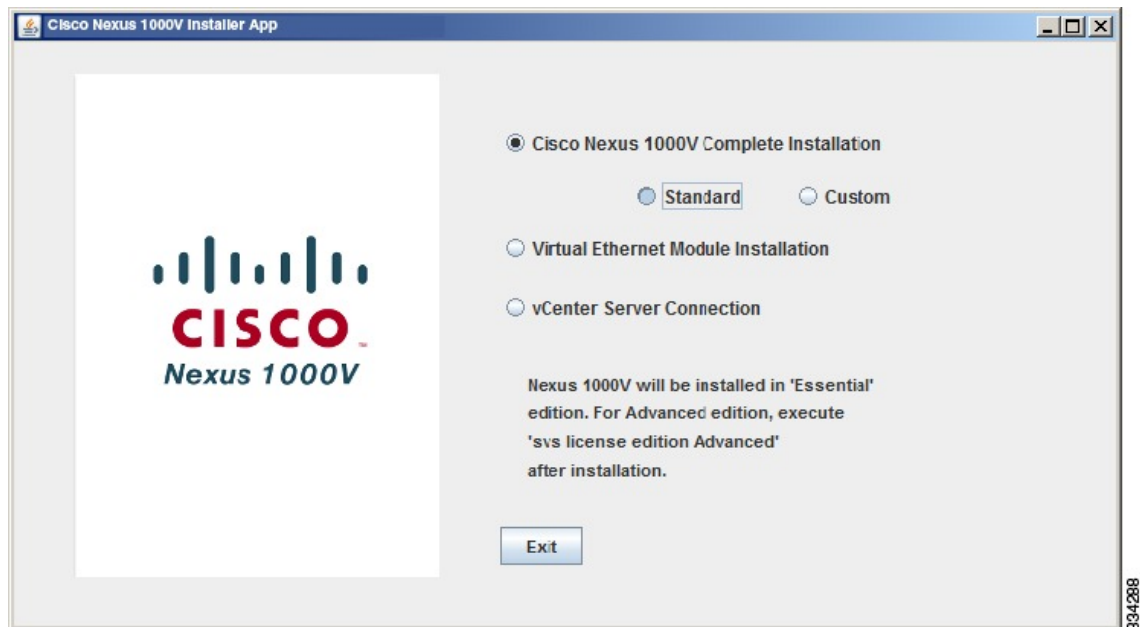 Cisco Nexus 1000V Installer App
CISCO™
Nexus 1000V
Cisco Nexus 1000V Complete Installation
Standard
Custom
Virtual Ethernet Module Installation
vCenter Server Connection
Nexus 1000V will be installed in 'Essential'
edition. For Advanced edition, execute
'svs license edition Advanced'
after installation.
Exit
334288